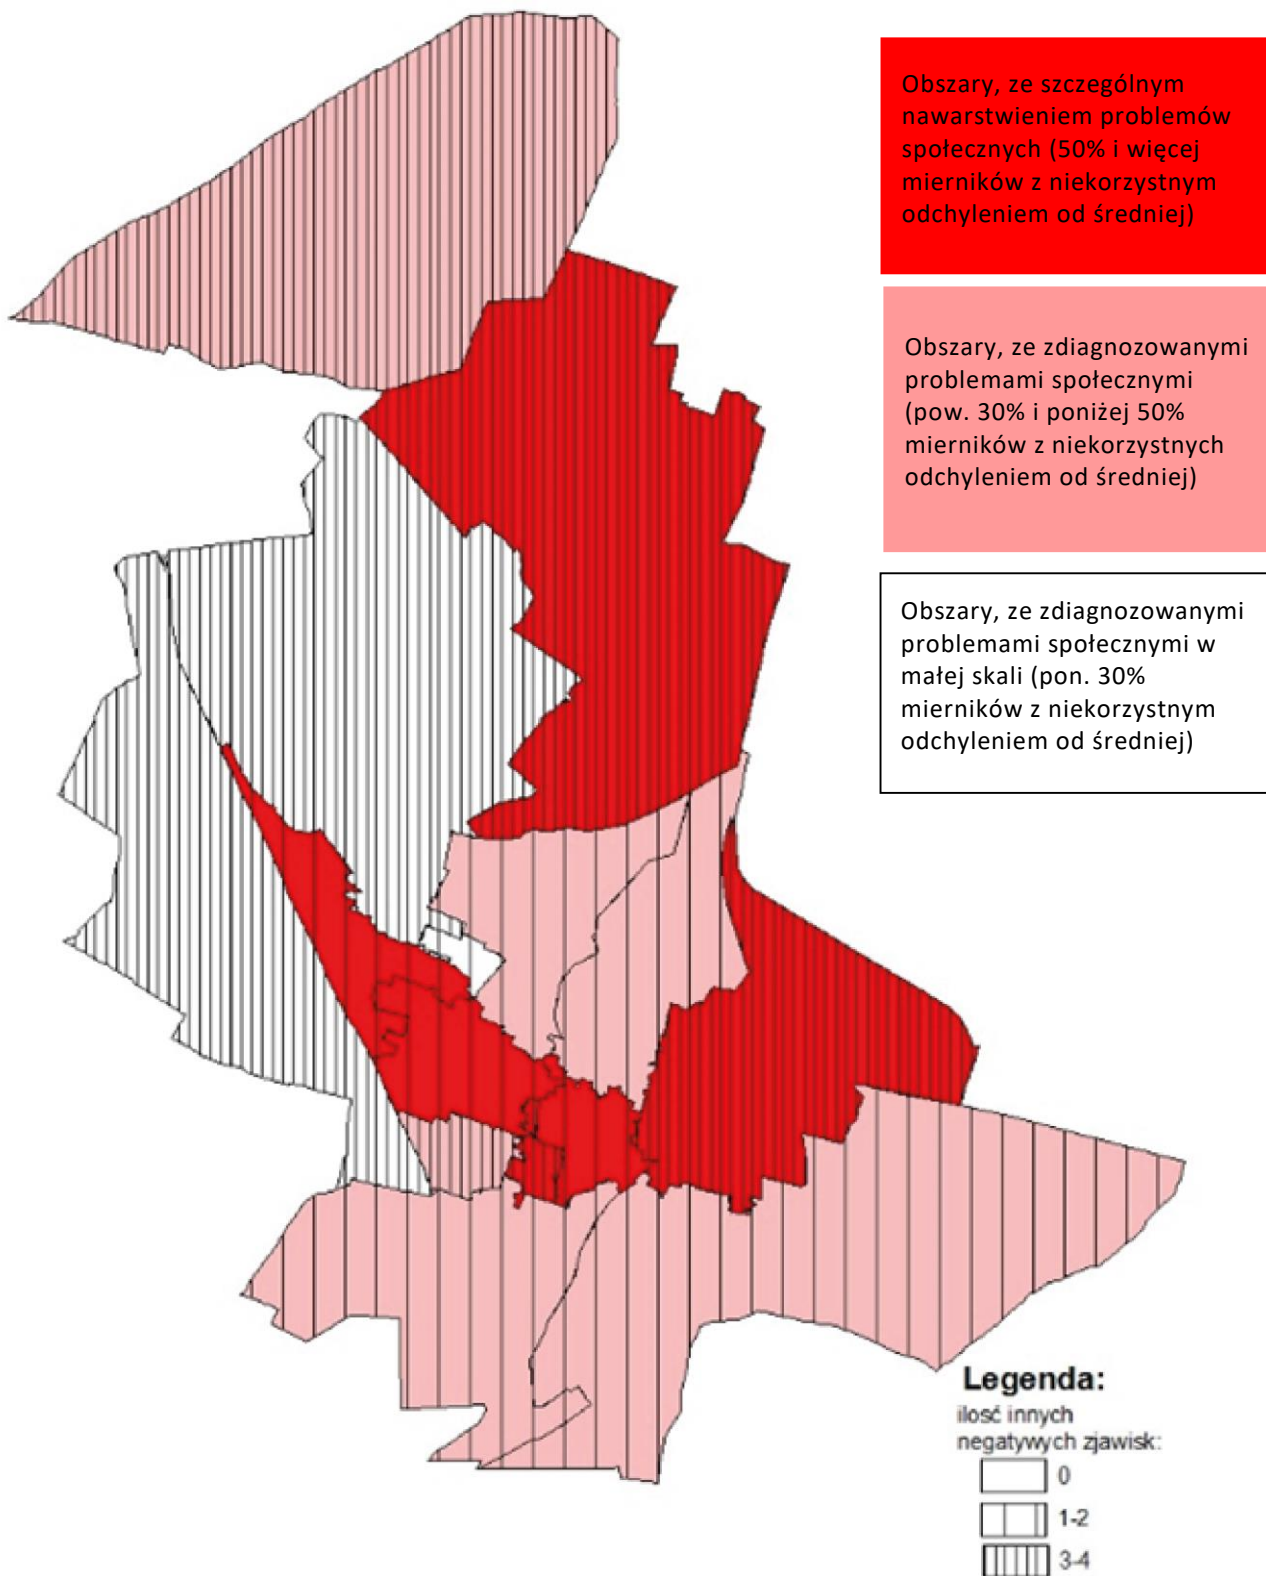 Obszary, ze szczególnym
nawarstwieniem problemów
społecznych (50% i więcej
mierników z niekorzystnym
odchyleniem od średniej)
Obszary, ze zdiagnozowanymi
problemami społecznymi
(pow. 30% i poniżej 50%
mierników z niekorzystnych
odchyleniem od średniej)
Obszary, ze zdiagnozowanymi
problemami społecznymi w
małej skali (pon. 30%
mierników z niekorzystnym
odchyleniem od średniej)
Legenda:
ilosć innych
negatywych zjawisk:
0
1-2
3-4